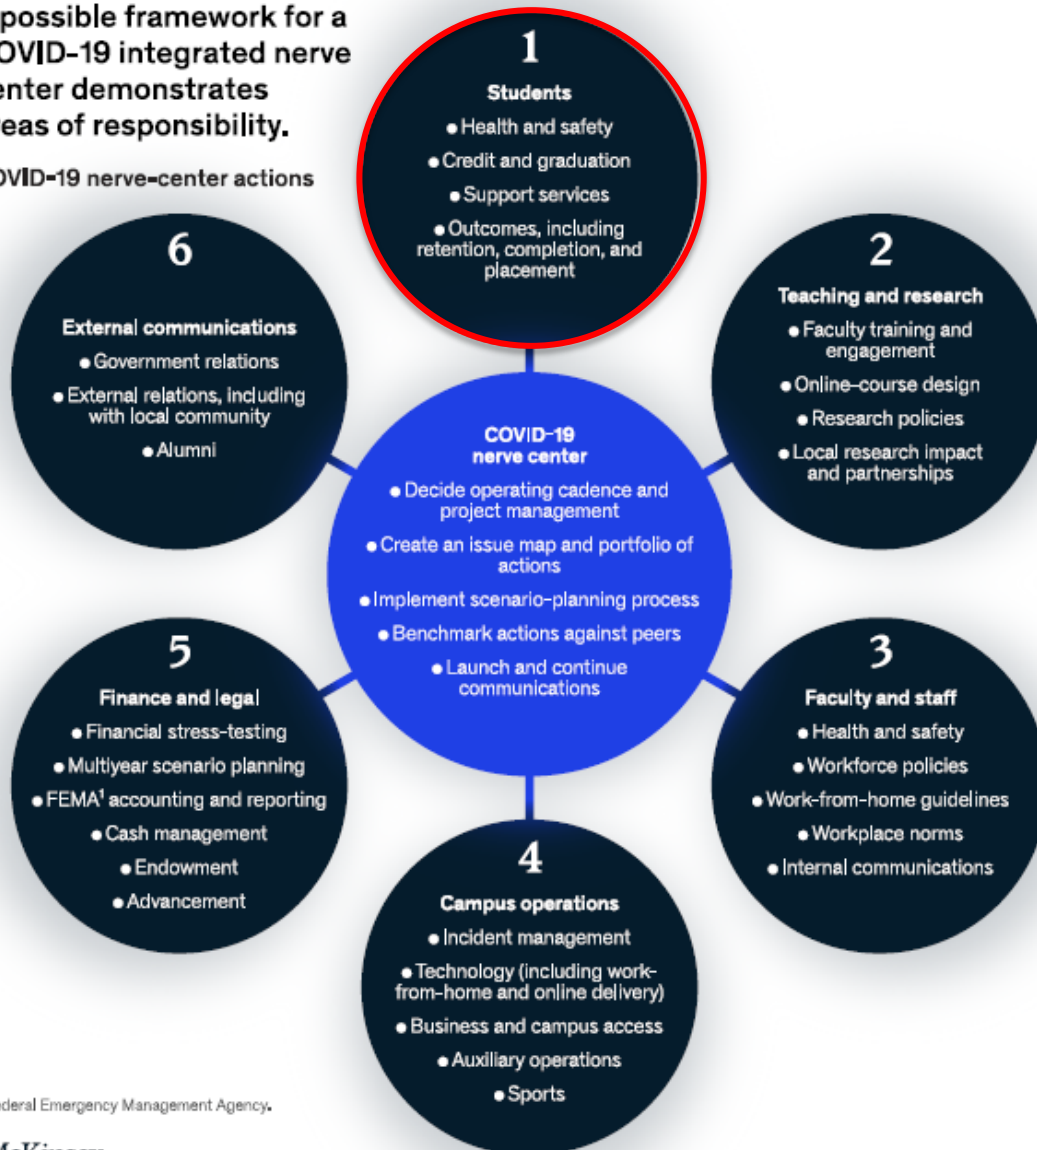 possible framework for a
OVID-19 integrated nerve
enter demonstrates
reas of responsibility.
OVID-19 nerve-center actions
1
Students
● Health and safety
● Credit and graduation
● Support services
● Outcomes, including
retention, completion, and
placement
2
Teaching and research
● Faculty training and
engagement
● Online-course design
● Research policies
● Local research impact
and partnerships
3
Faculty and staff
● Health and safety
● Workforce policies
● Work-from-home guidelines
● Workplace norms
● Internal communications
4
Campus operations
● Incident management
● Technology (including work-
from-home and online delivery)
● Business and campus access
● Auxiliary operations
● Sports
5
Finance and legal
● Financial stress-testing
● Multiyear scenario planning
● FEMA¹ accounting and reporting
● Cash management
● Endowment
● Advancement
6
External communications
● Government relations
● External relations, including
with local community
● Alumni
COVID-19
nerve center
● Decide operating cadence and
project management
● Create an issue map and portfolio of
actions
● Implement scenario-planning process
● Benchmark actions against peers
● Launch and continue
communications
ederal Emergency Management Agency.
McKinsey